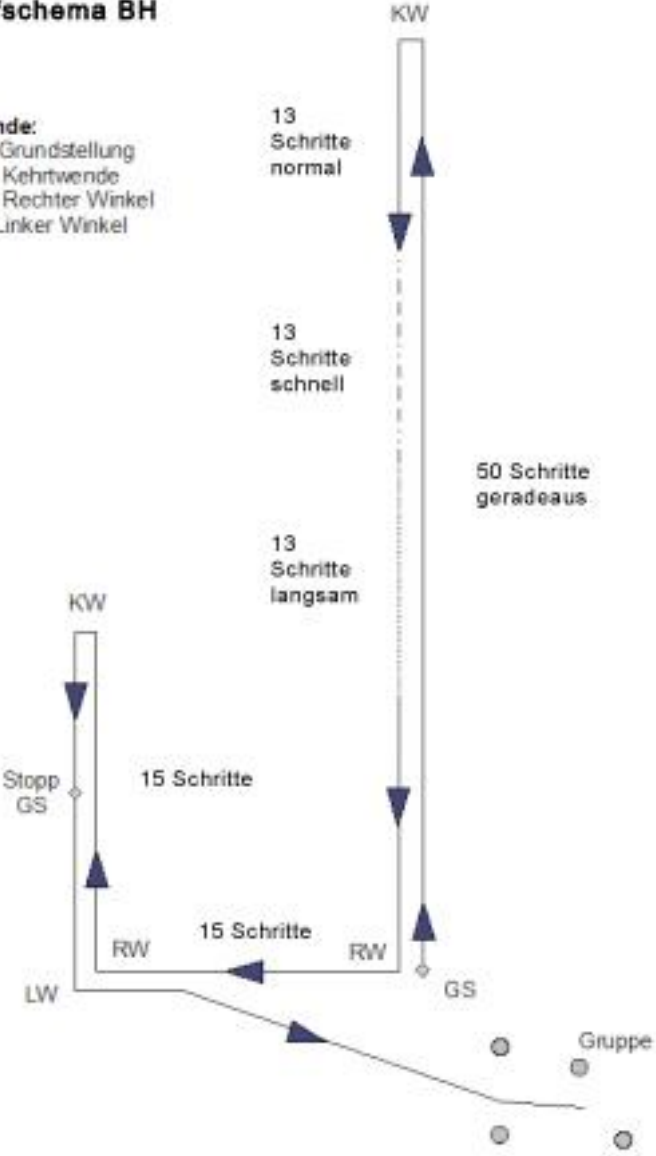 schema BH
KW
nde:
Grundstellung
Kehrtwende
Rechter Winkel
Linker Winkel
13
Schritte
normal
13
Schritte
schnell
50 Schritte
geradeaus
13
Schritte
langsam
KW
Stopp
GS
15 Schritte
15 Schritte
RW
RW
LW
GS
Gruppe